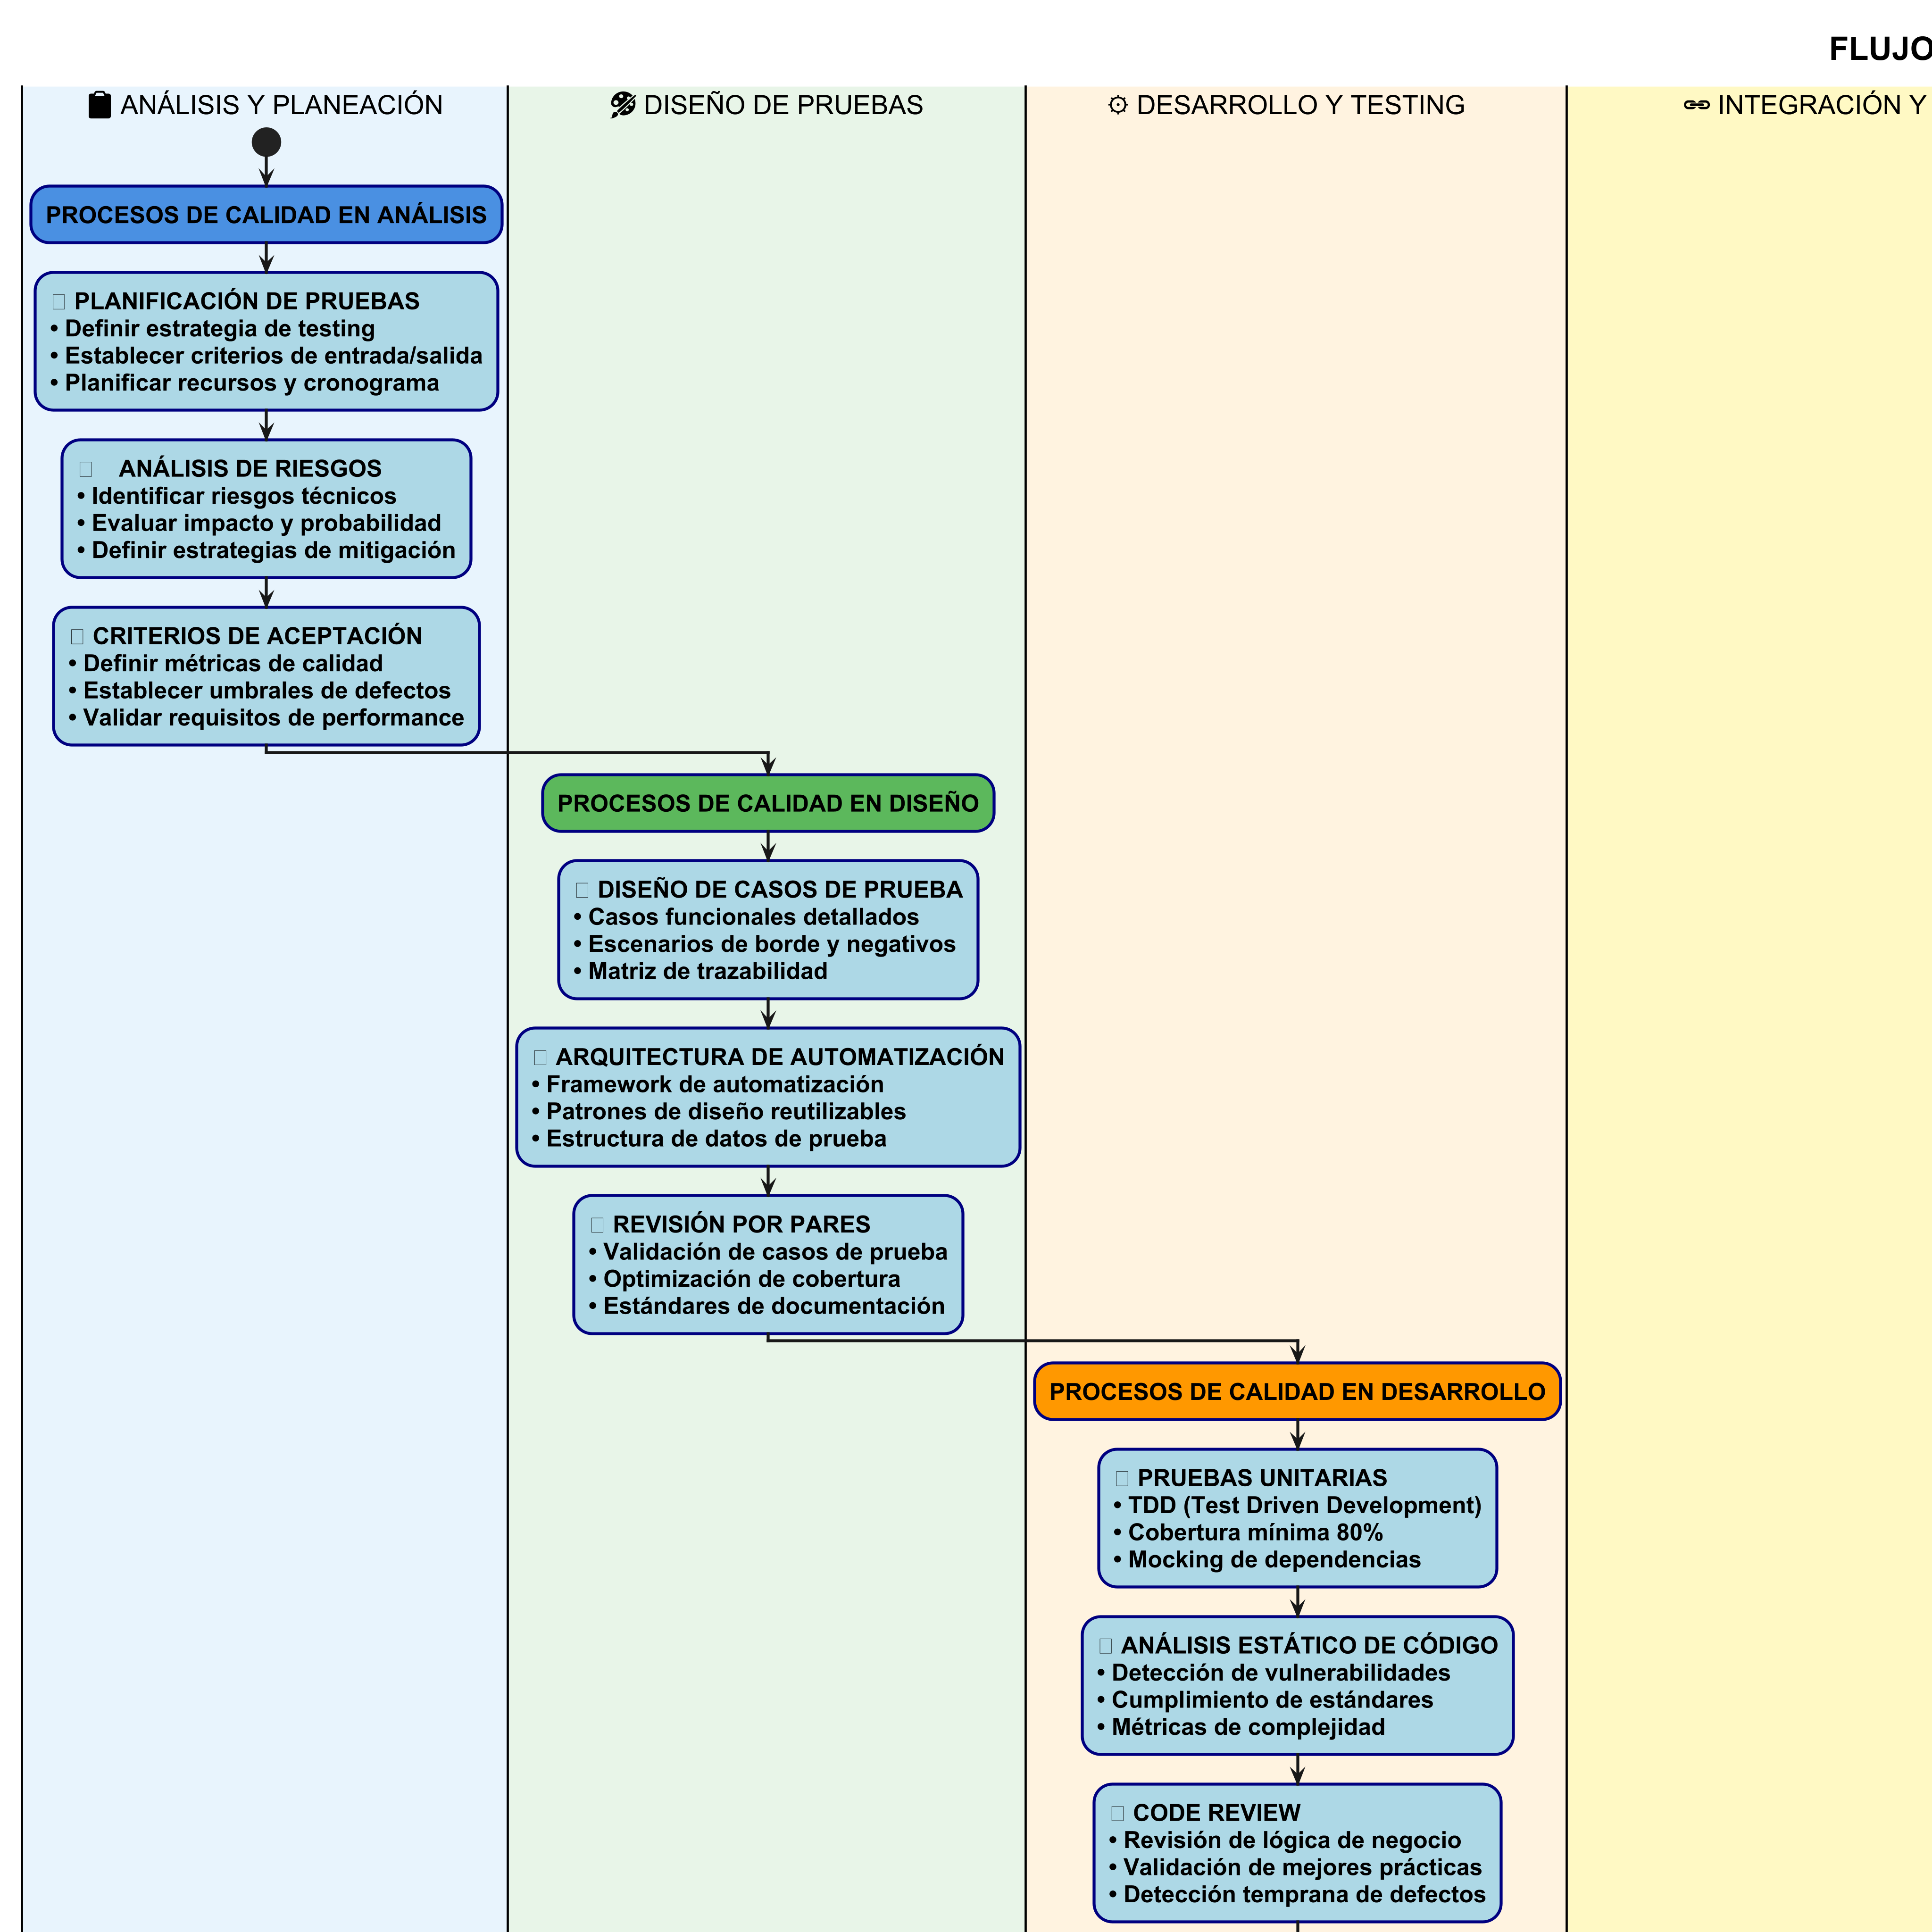 FLUJO
ANÁLISIS Y PLANEACIÓN
DISEÑO DE PRUEBAS
DESARROLLO Y TESTING
INTEGRACIÓN Y
PROCESOS DE CALIDAD EN ANÁLISIS
PLANIFICACIÓN DE PRUEBAS
• Definir estrategia de testing
• Establecer criterios de entrada/salida
• Planificar recursos y cronograma
ANÁLISIS DE RIESGOS
• Identificar riesgos técnicos
• Evaluar impacto y probabilidad
• Definir estrategias de mitigación
CRITERIOS DE ACEPTACIÓN
• Definir métricas de calidad
• Establecer umbrales de defectos
• Validar requisitos de performance
PROCESOS DE CALIDAD EN DISEÑO
DISEÑO DE CASOS DE PRUEBA
• Casos funcionales detallados
• Escenarios de borde y negativos
• Matriz de trazabilidad
ARQUITECTURA DE AUTOMATIZACIÓN
• Framework de automatización
• Patrones de diseño reutilizables
• Estructura de datos de prueba
REVISIÓN POR PARES
• Validación de casos de prueba
• Optimización de cobertura
• Estándares de documentación
PROCESOS DE CALIDAD EN DESARROLLO
PRUEBAS UNITARIAS
• TDD (Test Driven Development)
• Cobertura mínima 80%
• Mocking de dependencias
ANÁLISIS ESTÁTICO DE CÓDIGO
• Detección de vulnerabilidades
• Cumplimiento de estándares
• Métricas de complejidad
CODE REVIEW
• Revisión de lógica de negocio
• Validación de mejores prácticas
• Detección temprana de defectos